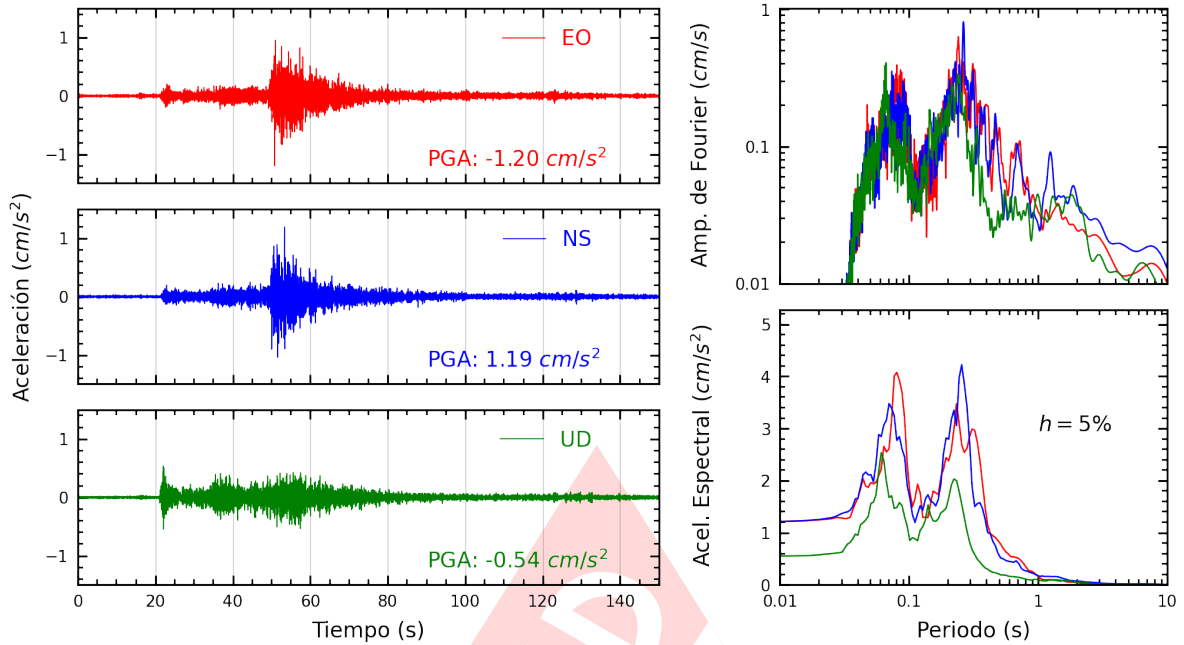 Aceleración (cm/s²)
1
0
−1
EO
PGA: -1.20 cm/s²
1
0
−1
NS
PGA: 1.19 cm/s²
1
0
−1
UD
PGA: -0.54 cm/s²
0 20 40 60 80 100 120 140
Tiempo (s)
Amp. de Fourier (cm/s)
1
0.1
0.01
Acel. Espectral (cm/s²)
5
4
3
2
1
0
h = 5%
0.01 0.1 1 10
Periodo (s)